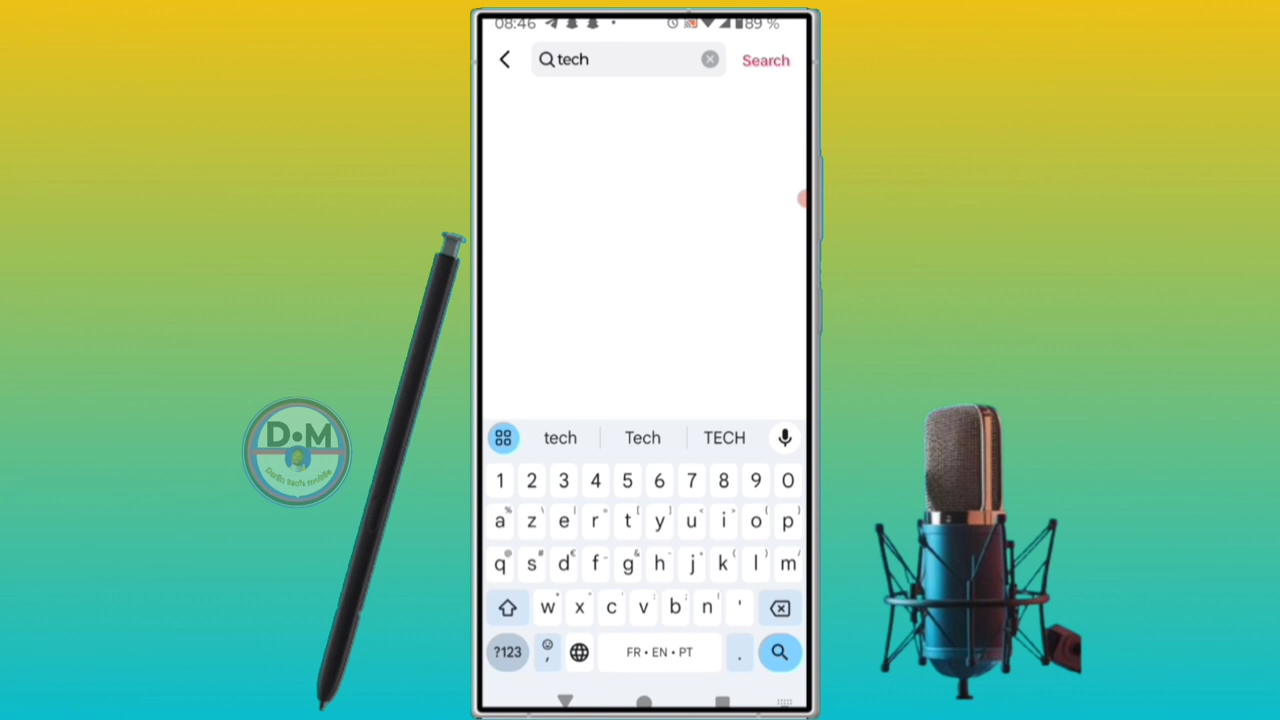 08:46 89 %
tech Search
tech Tech TECH
1 2 3 4 5 6 7 8 9 0
a z e r t y u i o p
q s d f g h j k l m
w x c v b n '
?123 , FR • EN • PT .
D•M